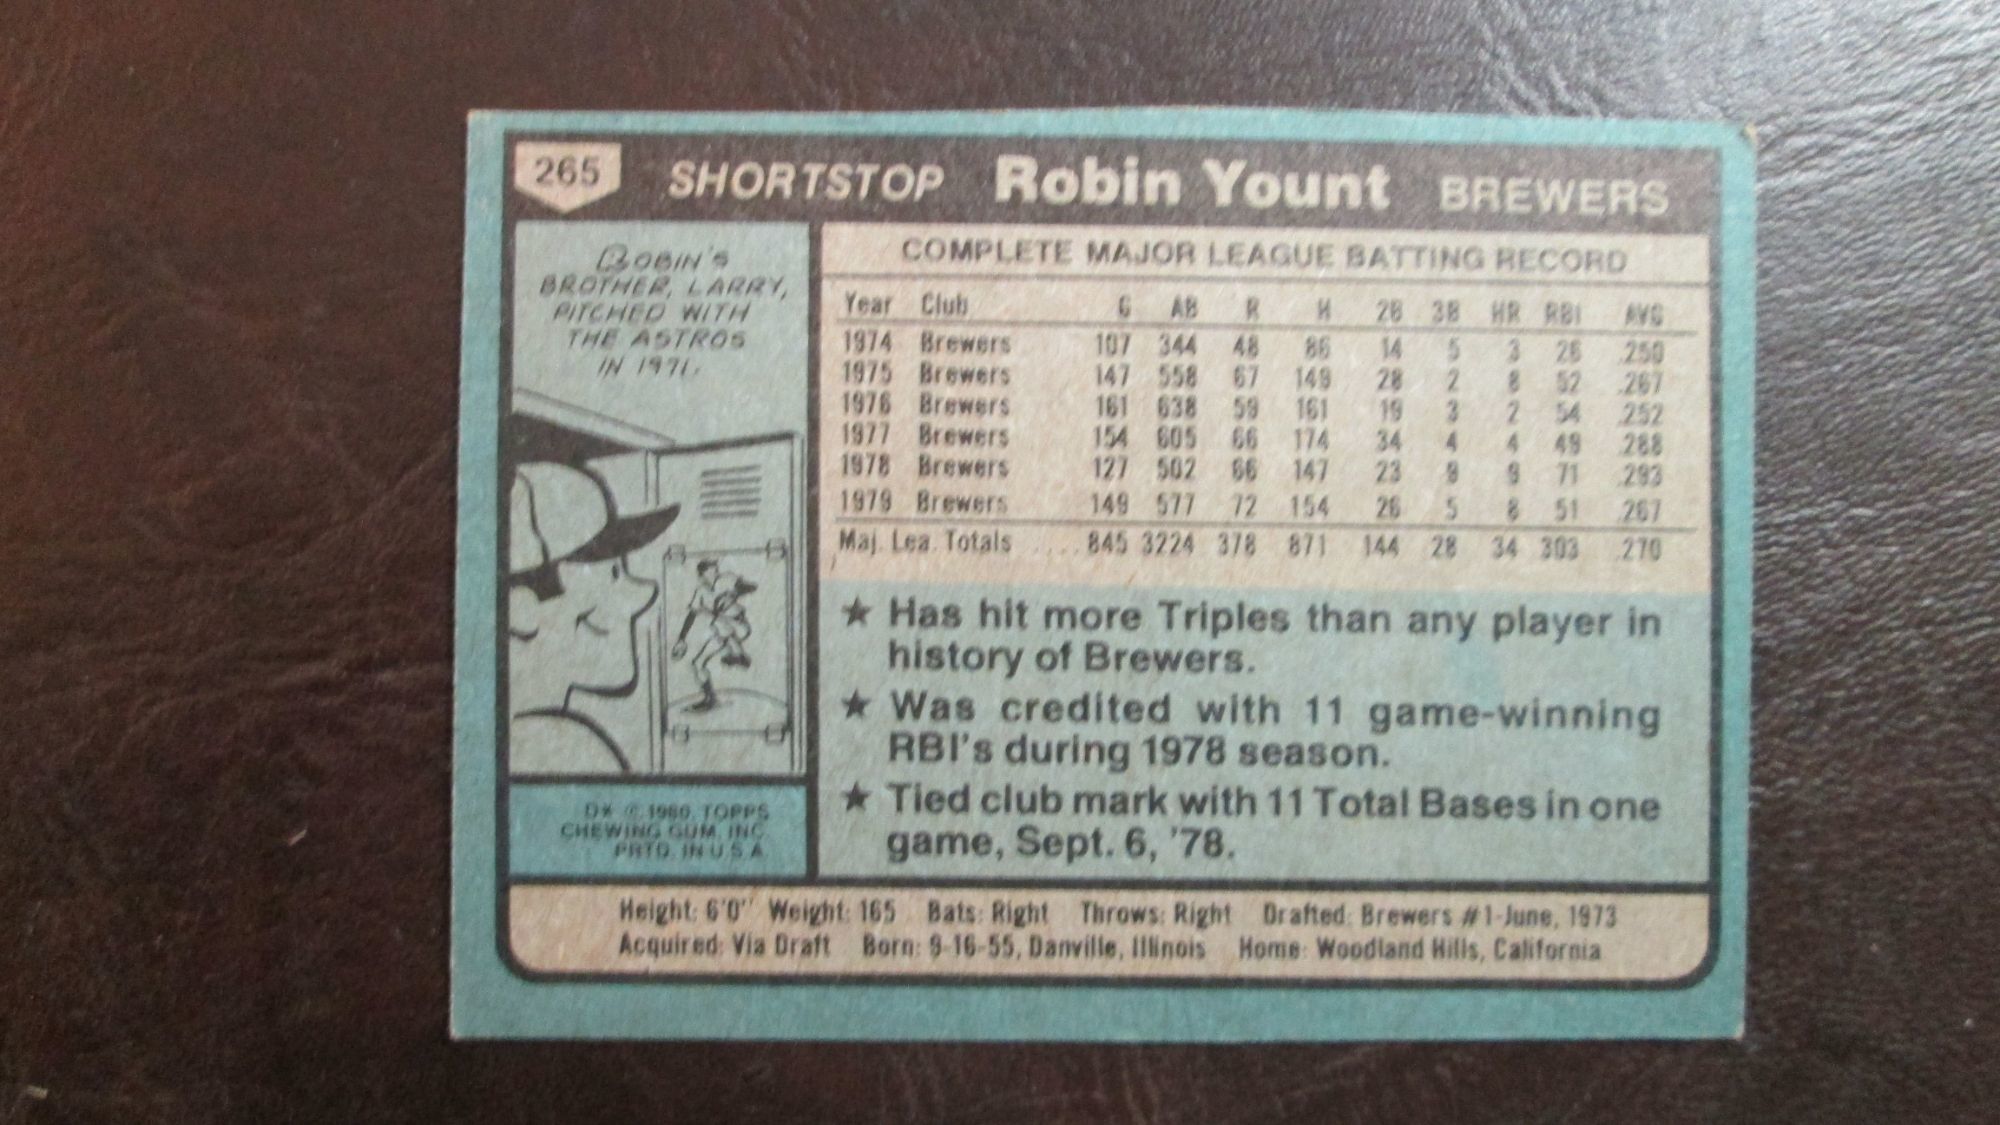 265 SHORTSTOP Robin Yount BREWERS
ROBIN'S
BROTHER, LARRY,
PITCHED WITH
THE ASTROS
IN 1971.
D* © 1980 TOPPS
CHEWING GUM, INC.
PRTD. IN U.S.A.
COMPLETE MAJOR LEAGUE BATTING RECORD
Year Club G AB R H 2B 3B HR RBI AVG
1974 Brewers 107 344 48 86 14 5 3 26 .250
1975 Brewers 147 558 67 149 28 2 8 52 .267
1976 Brewers 161 638 59 161 19 3 2 54 .252
1977 Brewers 154 605 66 174 34 4 4 49 .288
1978 Brewers 127 502 66 147 23 9 9 71 .293
1979 Brewers 149 577 72 154 26 5 8 51 .267
Maj. Lea. Totals .... 845 3224 378 871 144 28 34 303 .270
★ Has hit more Triples than any player in
history of Brewers.
★ Was credited with 11 game-winning
RBI's during 1978 season.
★ Tied club mark with 11 Total Bases in one
game, Sept. 6, '78.
Height: 6'0" Weight: 165 Bats: Right Throws: Right Drafted: Brewers #1-June, 1973
Acquired: Via Draft Born: 9-16-55, Danville, Illinois Home: Woodland Hills, California